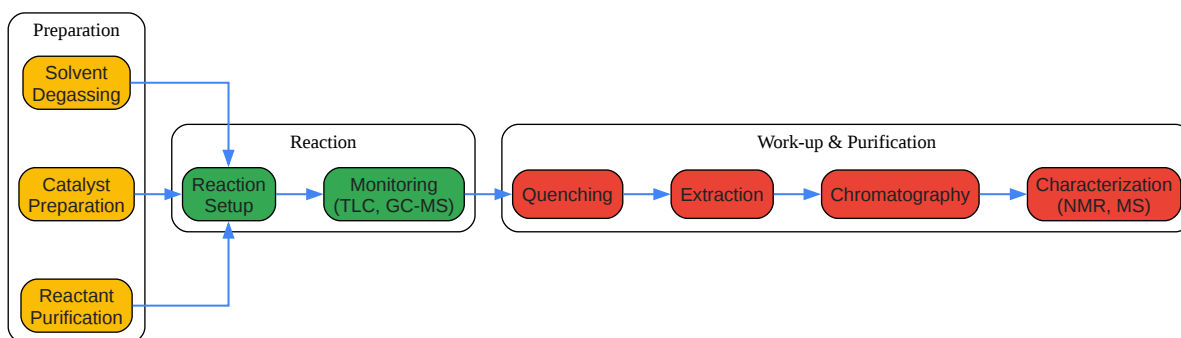 Preparation
Solvent
Degassing
Catalyst
Preparation
Reactant
Purification
Reaction
Reaction
Setup
Monitoring
(TLC, GC-MS)
Work-up & Purification
Quenching
Extraction
Chromatography
Characterization
(NMR, MS)